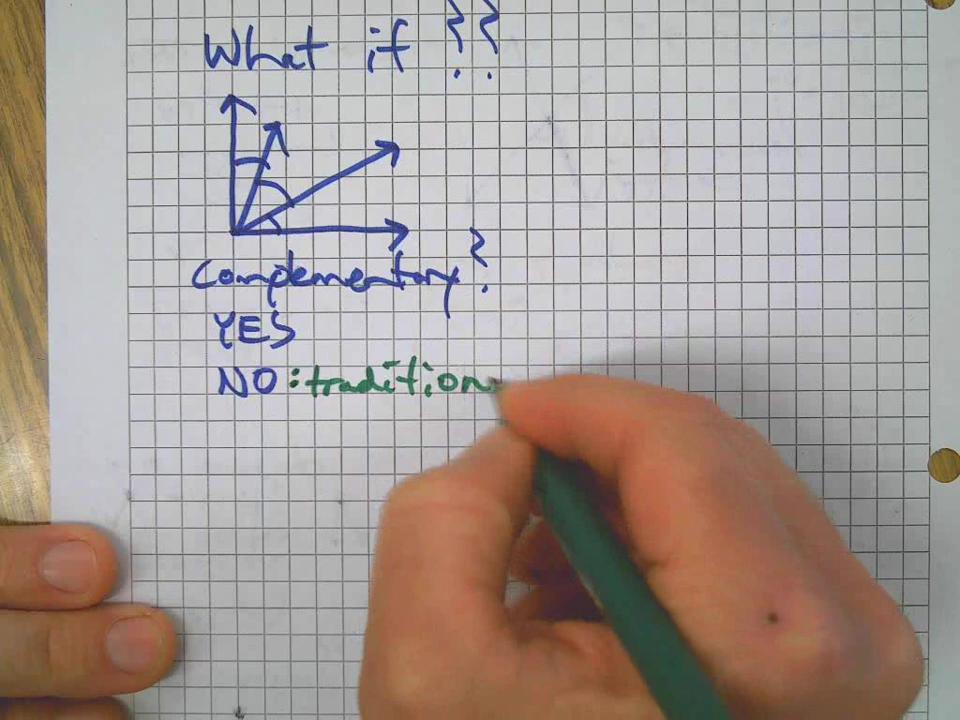 What if ??
Complementary?
YES
NO : tradition